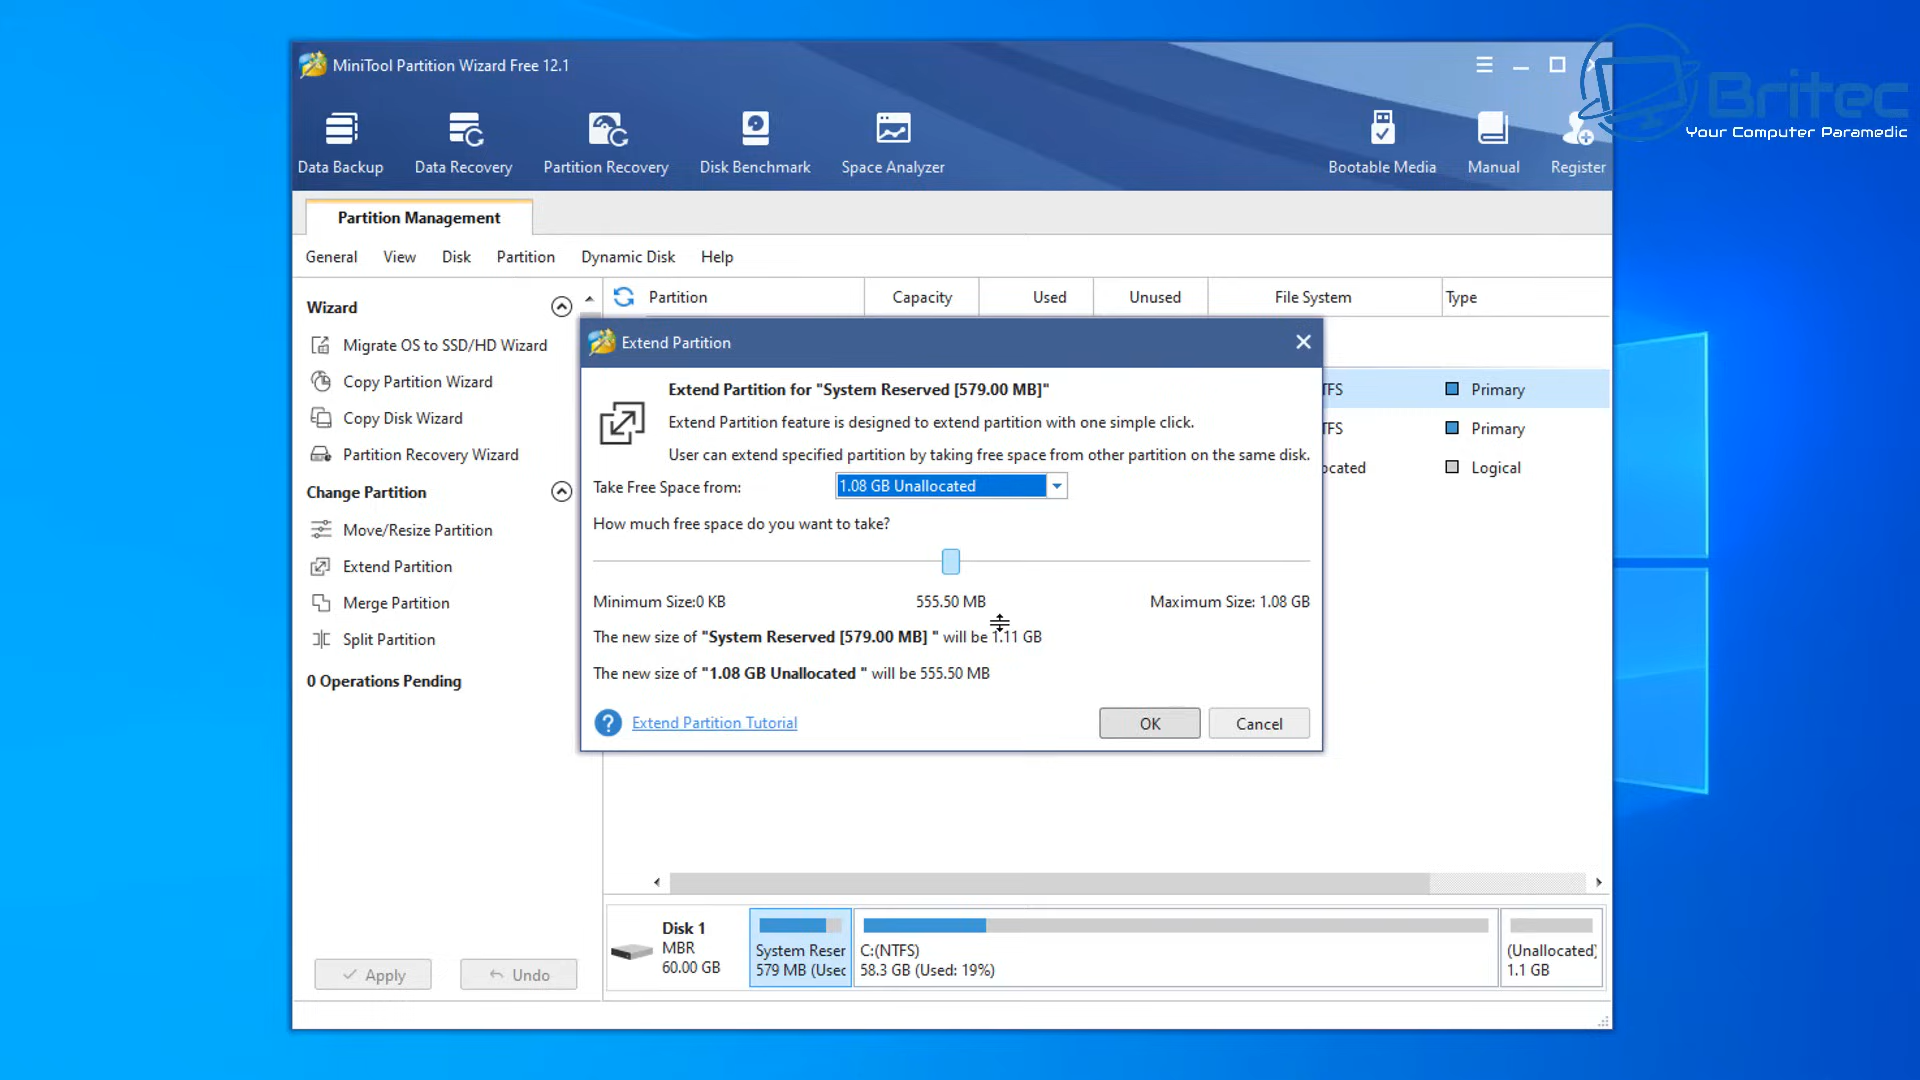 MiniTool Partition Wizard Free 12.1
Britec
Your Computer Paramedic
Data Backup
Data Recovery
Partition Recovery
Disk Benchmark
Space Analyzer
Bootable Media
Manual
Register
Partition Management
General View Disk Partition Dynamic Disk Help
Wizard
Migrate OS to SSD/HD Wizard
Copy Partition Wizard
Copy Disk Wizard
Partition Recovery Wizard
Change Partition
Move/Resize Partition
Extend Partition
Merge Partition
Split Partition
0 Operations Pending
Apply Undo
Partition Capacity Used Unused File System Type
TFS Primary
TFS Primary
ocated Logical
Extend Partition
Extend Partition for "System Reserved [579.00 MB]"
Extend Partition feature is designed to extend partition with one simple click.
User can extend specified partition by taking free space from other partition on the same disk.
Take Free Space from: 1.08 GB Unallocated
How much free space do you want to take?
Minimum Size:0 KB 555.50 MB Maximum Size: 1.08 GB
The new size of "System Reserved [579.00 MB] " will be 1.11 GB
The new size of "1.08 GB Unallocated " will be 555.50 MB
? Extend Partition Tutorial
OK Cancel
Disk 1
MBR
60.00 GB
System Reser
579 MB (Usec
C:(NTFS)
58.3 GB (Used: 19%)
(Unallocated)
1.1 GB